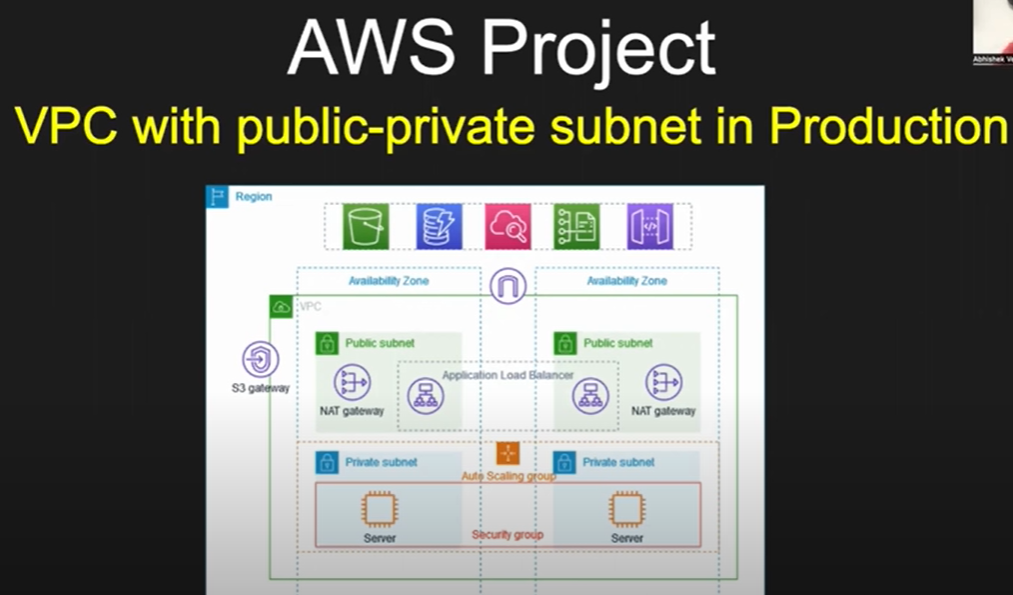 AWS Project
Abhishek
VPC with public-private subnet in Production
Region
Availability Zone
Availability Zone
VPC
Public subnet
Public subnet
S3 gateway
Application Load Balancer
NAT gateway
NAT gateway
Private subnet
Private subnet
Auto Scaling group
Server
Security group
Server